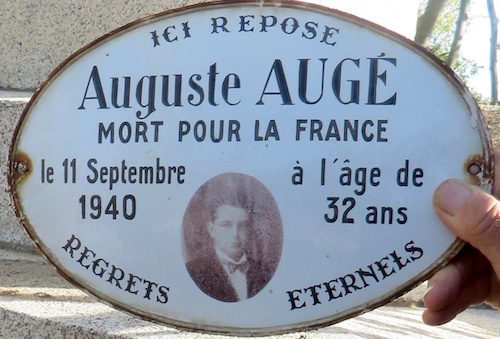 ICI REPOSE
Auguste AUGÉ
MORT POUR LA FRANCE
le 11 Septembre
1940
à l'âge de
32 ans
REGRETS
ETERNELS